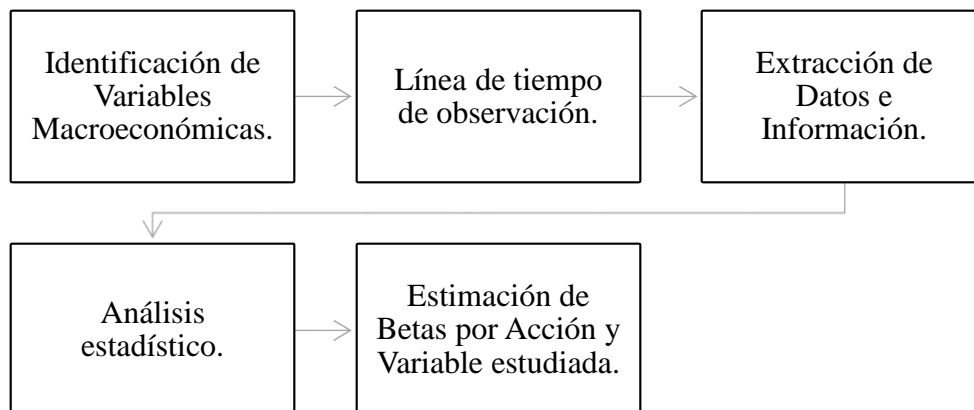 Identificación de
Variables
Macroeconómicas.
Línea de tiempo
de observación.
Extracción de
Datos e
Información.
Análisis
estadístico.
Estimación de
Betas por Acción y
Variable estudiada.